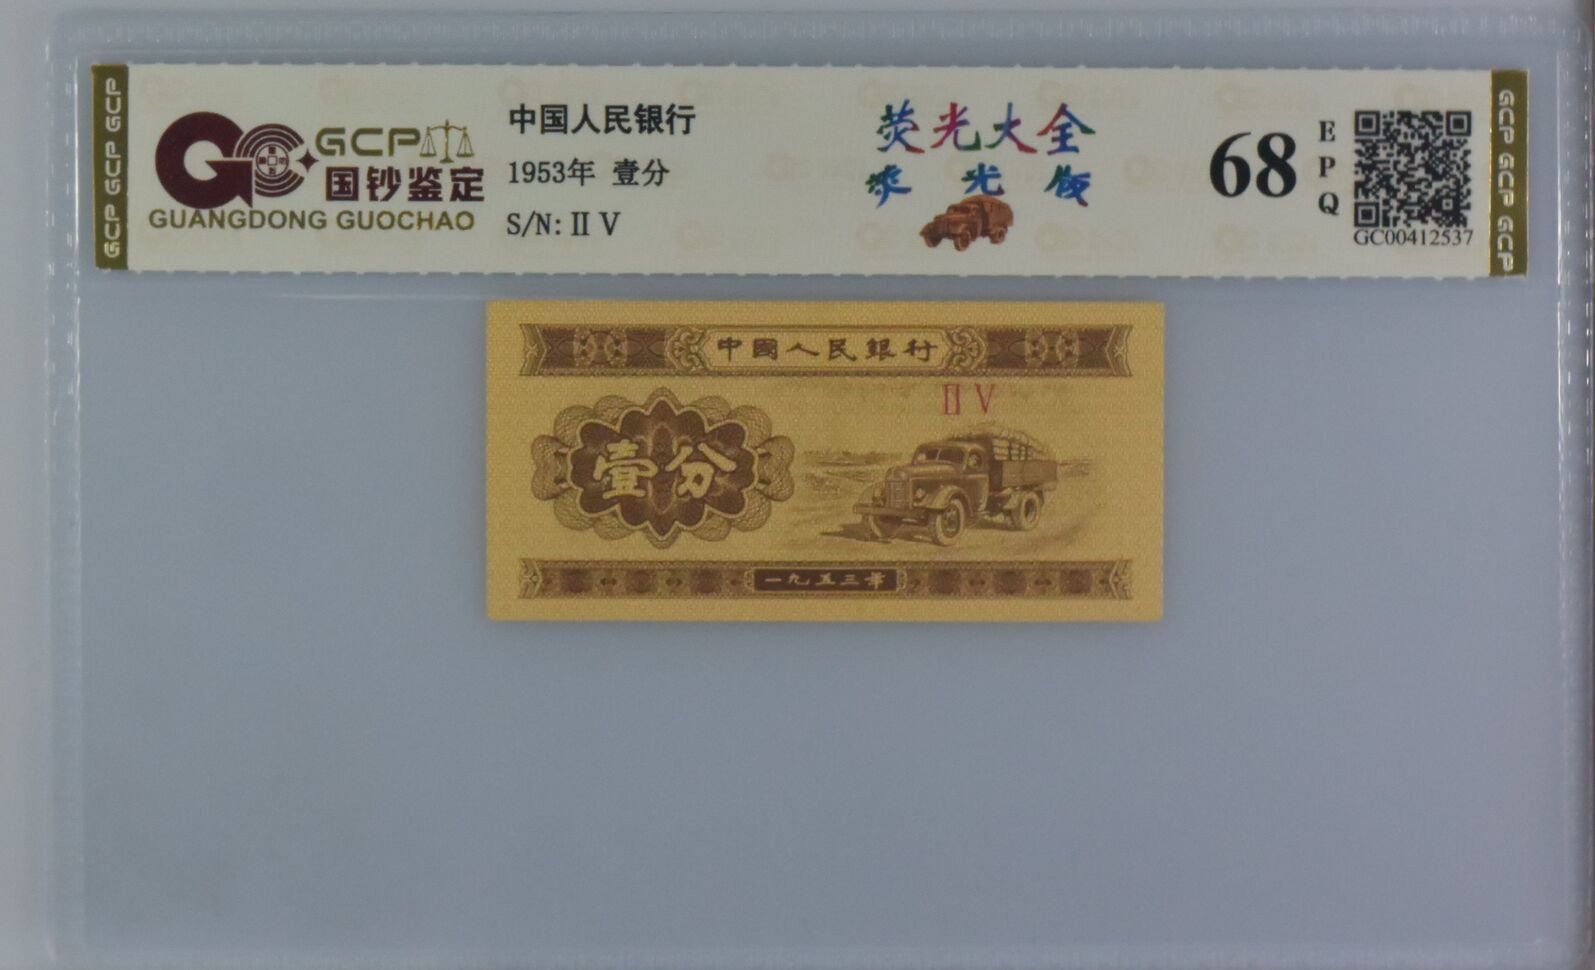 GCP GCP GCP
GCP
国钞鉴定
GUANGDONG GUOCHAO
中国人民银行
1953年 壹分
S/N: II V
荧光大全
荧光版
68
E
P
Q
GC00412537
GCP GCP GCP
中國人民銀行
II V
壹分
一九五三年